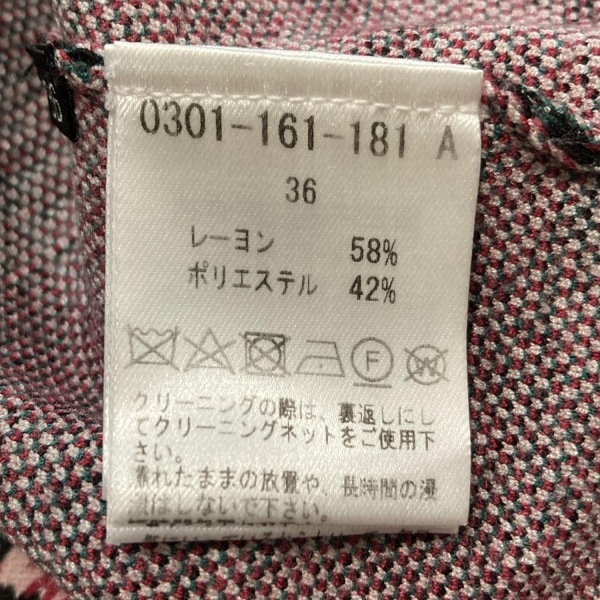 0301-161-181 A
36
レーヨン 58%
ポリエステル 42%
F W
クリーニングの際は、裏返しにし
てクリーニングネットをご使用下
さい。
濡れたままの放置や、長時間の浸
漬はしないで下さい。